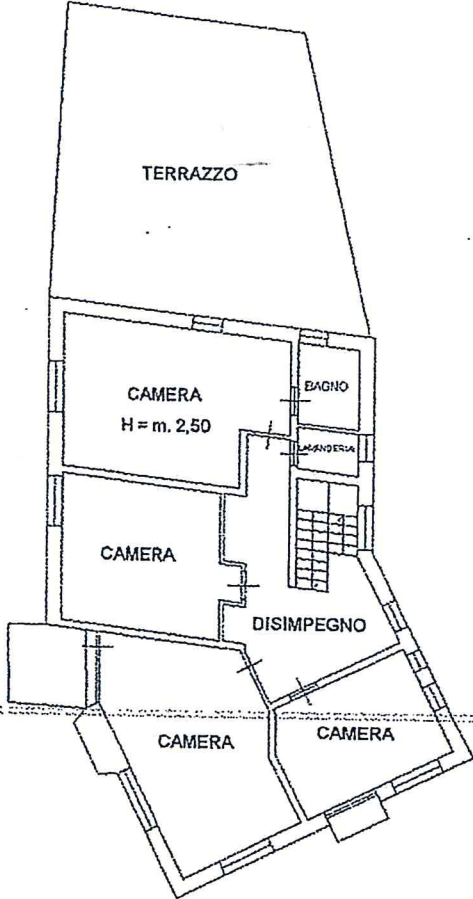 TERRAZZO
CAMERA
H = m. 2,50
BAGNO
LAVANDERIA
CAMERA
DISIMPEGNO
CAMERA
CAMERA